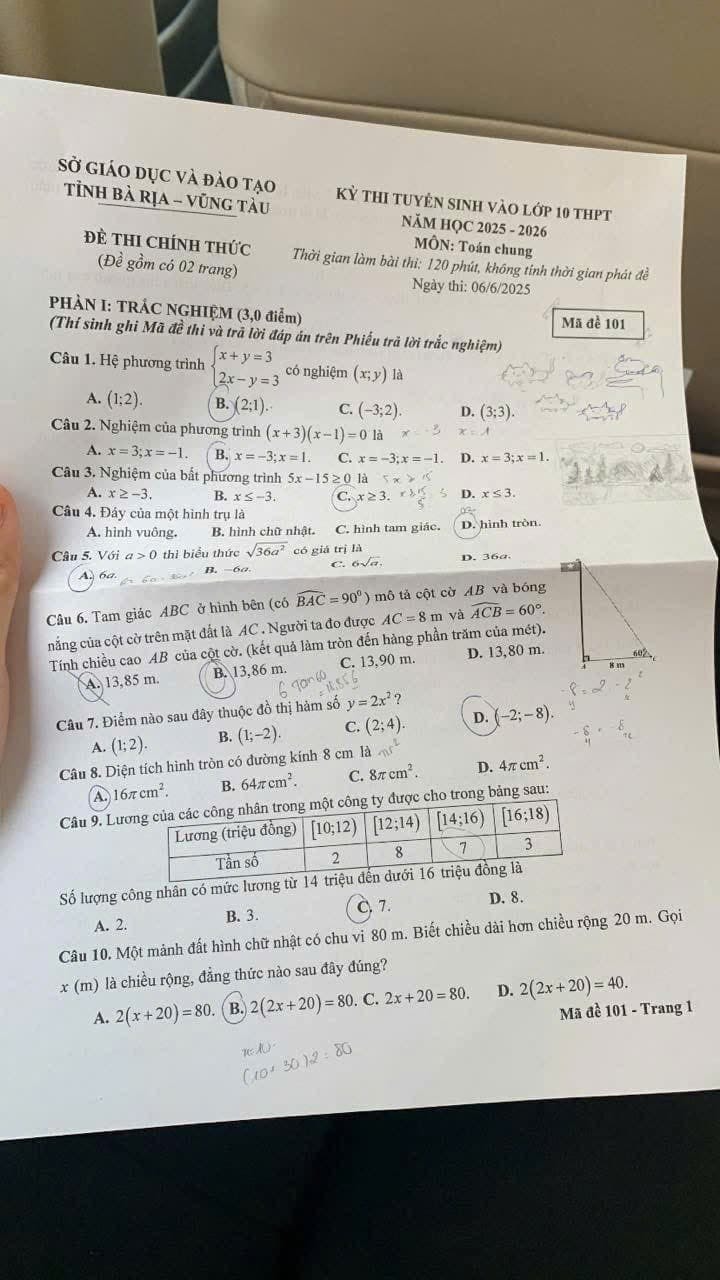 SỞ GIÁO DỤC VÀ ĐÀO TẠO
TỈNH BÀ RỊA – VŨNG TÀU
KỲ THI TUYỂN SINH VÀO LỚP 10 THPT
NĂM HỌC 2025 - 2026
MÔN: Toán chung
ĐỀ THI CHÍNH THỨC
(Đề gồm có 02 trang)
Thời gian làm bài thi: 120 phút, không tính thời gian phát đề
Ngày thi: 06/6/2025
PHẦN I: TRẮC NGHIỆM (3,0 điểm)
Mã đề 101
(Thí sinh ghi Mã đề thi và trả lời đáp án trên Phiếu trả lời trắc nghiệm)
Câu 1. Hệ phương trình {x + y = 3 2x − y = 3 có nghiệm (x; y) là
A. (1;2). B. (2;1). C. (−3;2). D. (3;3).
Câu 2. Nghiệm của phương trình (x+3)(x−1)=0 là x = -3 x = 1
A. x = 3; x = −1. B. x = −3; x = 1. C. x = −3; x = −1. D. x = 3; x = 1.
Câu 3. Nghiệm của bất phương trình 5x−15 ≥ 0 là 5x ≥ 15
A. x ≥ −3. B. x ≤ −3. C. x ≥ 3. D. x ≤ 3.
Câu 4. Đáy của một hình trụ là
A. hình vuông. B. hình chữ nhật. C. hình tam giác. D. hình tròn.
Câu 5. Với a > 0 thì biểu thức √36a² có giá trị là
A. 6a. B. −6a. C. 6√a. D. 36a.
Câu 6. Tam giác ABC ở hình bên (có BAC = 90⁰) mô tả cột cờ AB và bóng
nắng của cột cờ trên mặt đất là AC. Người ta đo được AC = 8 m và ACB = 60°.
Tính chiều cao AB của cột cờ. (kết quả làm tròn đến hàng phần trăm của mét).
A. 13,85 m. B. 13,86 m. C. 13,90 m. D. 13,80 m.
A 8 m 60° C
Câu 7. Điểm nào sau đây thuộc đồ thị hàm số y = 2x² ?
A. (1;2). B. (1;−2). C. (2;4). D. (−2;−8).
Câu 8. Diện tích hình tròn có đường kính 8 cm là
A. 16π cm². B. 64π cm². C. 8π cm². D. 4π cm².
Câu 9. Lương của các công nhân trong một công ty được cho trong bảng sau:
Lương (triệu đồng) [10;12) [12;14) [14;16) [16;18)
Tần số 2 8 7 3
Số lượng công nhân có mức lương từ 14 triệu đến dưới 16 triệu đồng là
A. 2. B. 3. C. 7. D. 8.
Câu 10. Một mảnh đất hình chữ nhật có chu vi 80 m. Biết chiều dài hơn chiều rộng 20 m. Gọi
x (m) là chiều rộng, đẳng thức nào sau đây đúng?
A. 2(x+20)=80. B. 2(2x+20)=80. C. 2x+20=80. D. 2(2x+20)=40.
Mã đề 101 - Trang 1
(10+30)2=80